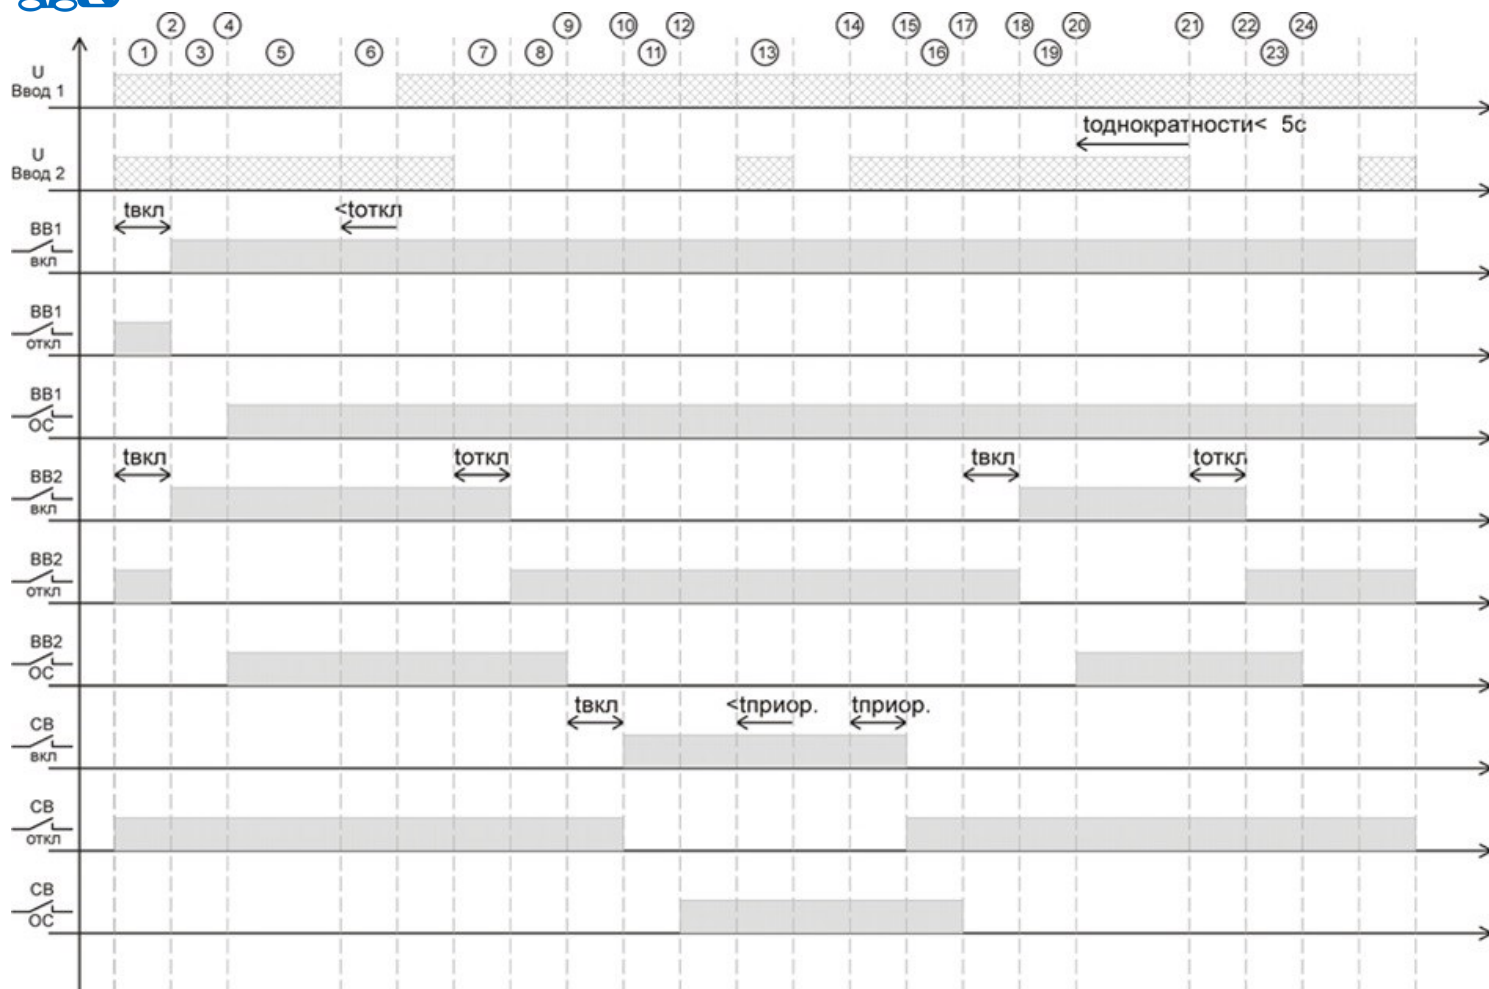 2 4 9 10 12 14 15 17 18 20 21 22 24
1 3 5 6 7 8 11 13 16 19 23
U
Ввод 1
tоднократности< 5с
U
Ввод 2
tвкл <tоткл
ВВ1
вкл
ВВ1
откл
ВВ1
ОС
tвкл tоткл tвкл tоткл
ВВ2
вкл
ВВ2
откл
ВВ2
ОС
tвкл <tприор. tприор.
СВ
вкл
СВ
откл
СВ
ОС